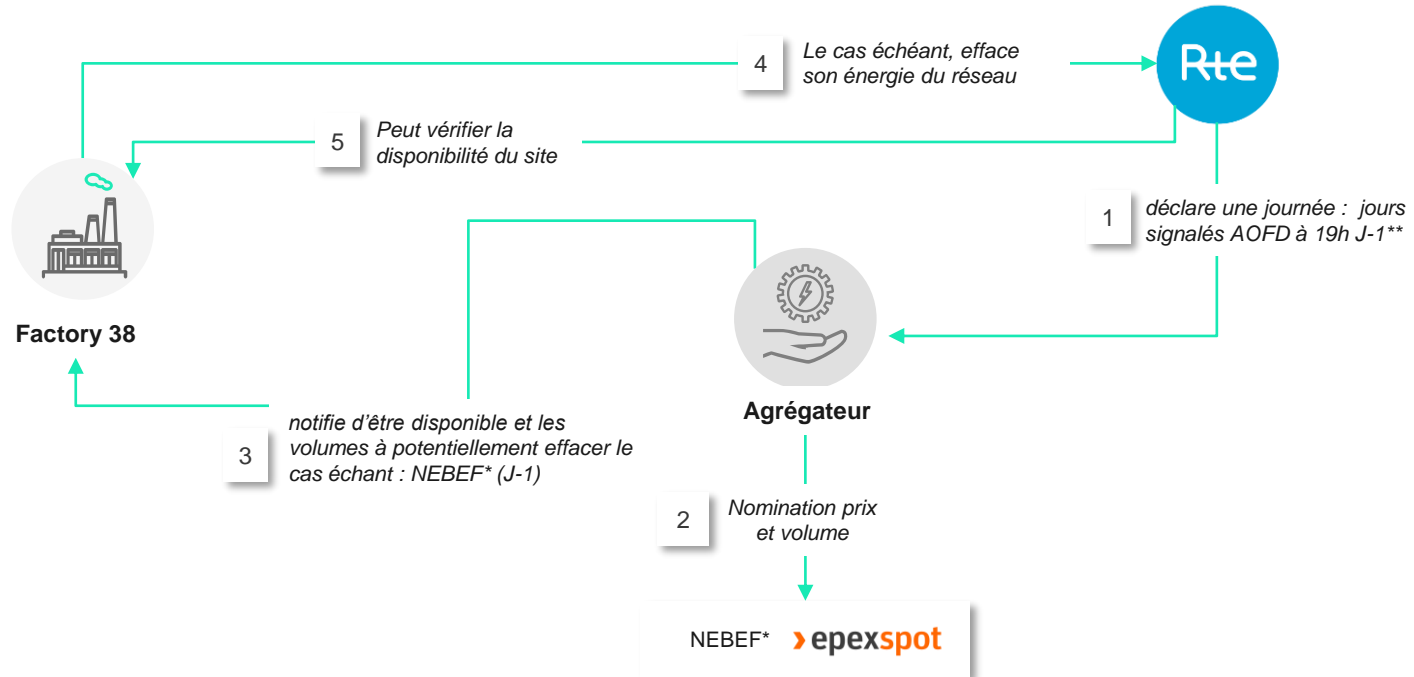 4
Le cas échéant, efface
son énergie du réseau
Rte
5
Peut vérifier la
disponibilité du site
1
déclare une journée : jours
signalés AOFD à 19h J-1**
Factory 38
Agrégateur
3
notifie d'être disponible et les
volumes à potentiellement effacer le
cas échant : NEBEF* (J-1)
2
Nomination prix
et volume
NEBEF* epexspot